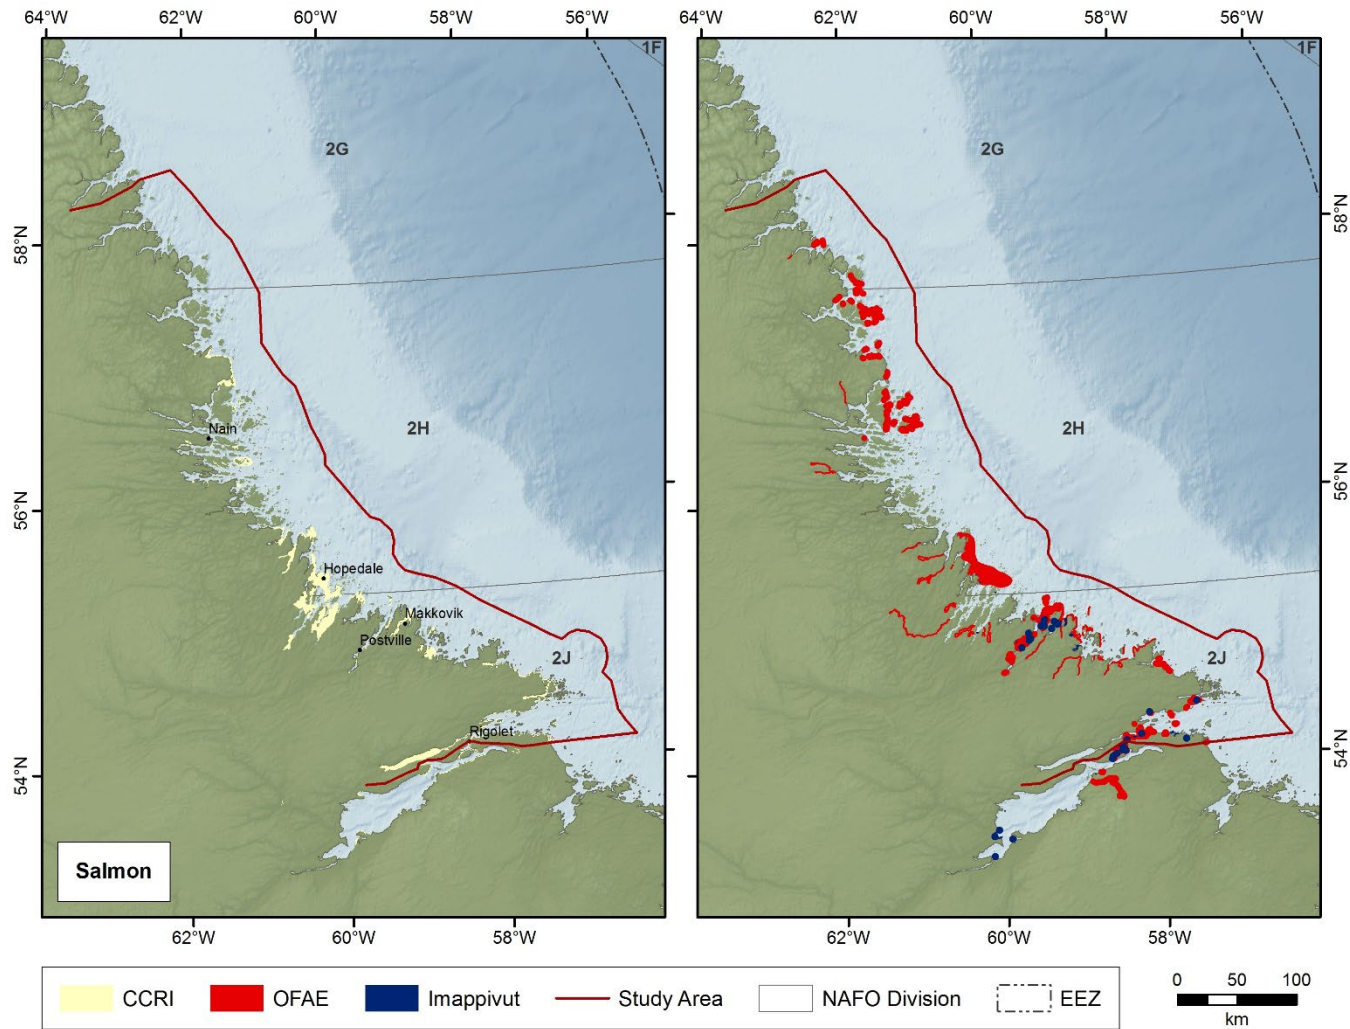 64°W 62°W 60°W 58°W 56°W 64°W 62°W 60°W 58°W 56°W
1F 1F
2G 2G
58°N 58°N
2H 2H
Nain
56°N 56°N
Hopedale
Makkovik
Postville
2J 2J
Rigolet
54°N 54°N
Salmon
62°W 60°W 58°W 62°W 60°W 58°W
CCRI OFAE Imappivut Study Area NAFO Division EEZ
0 50 100
km